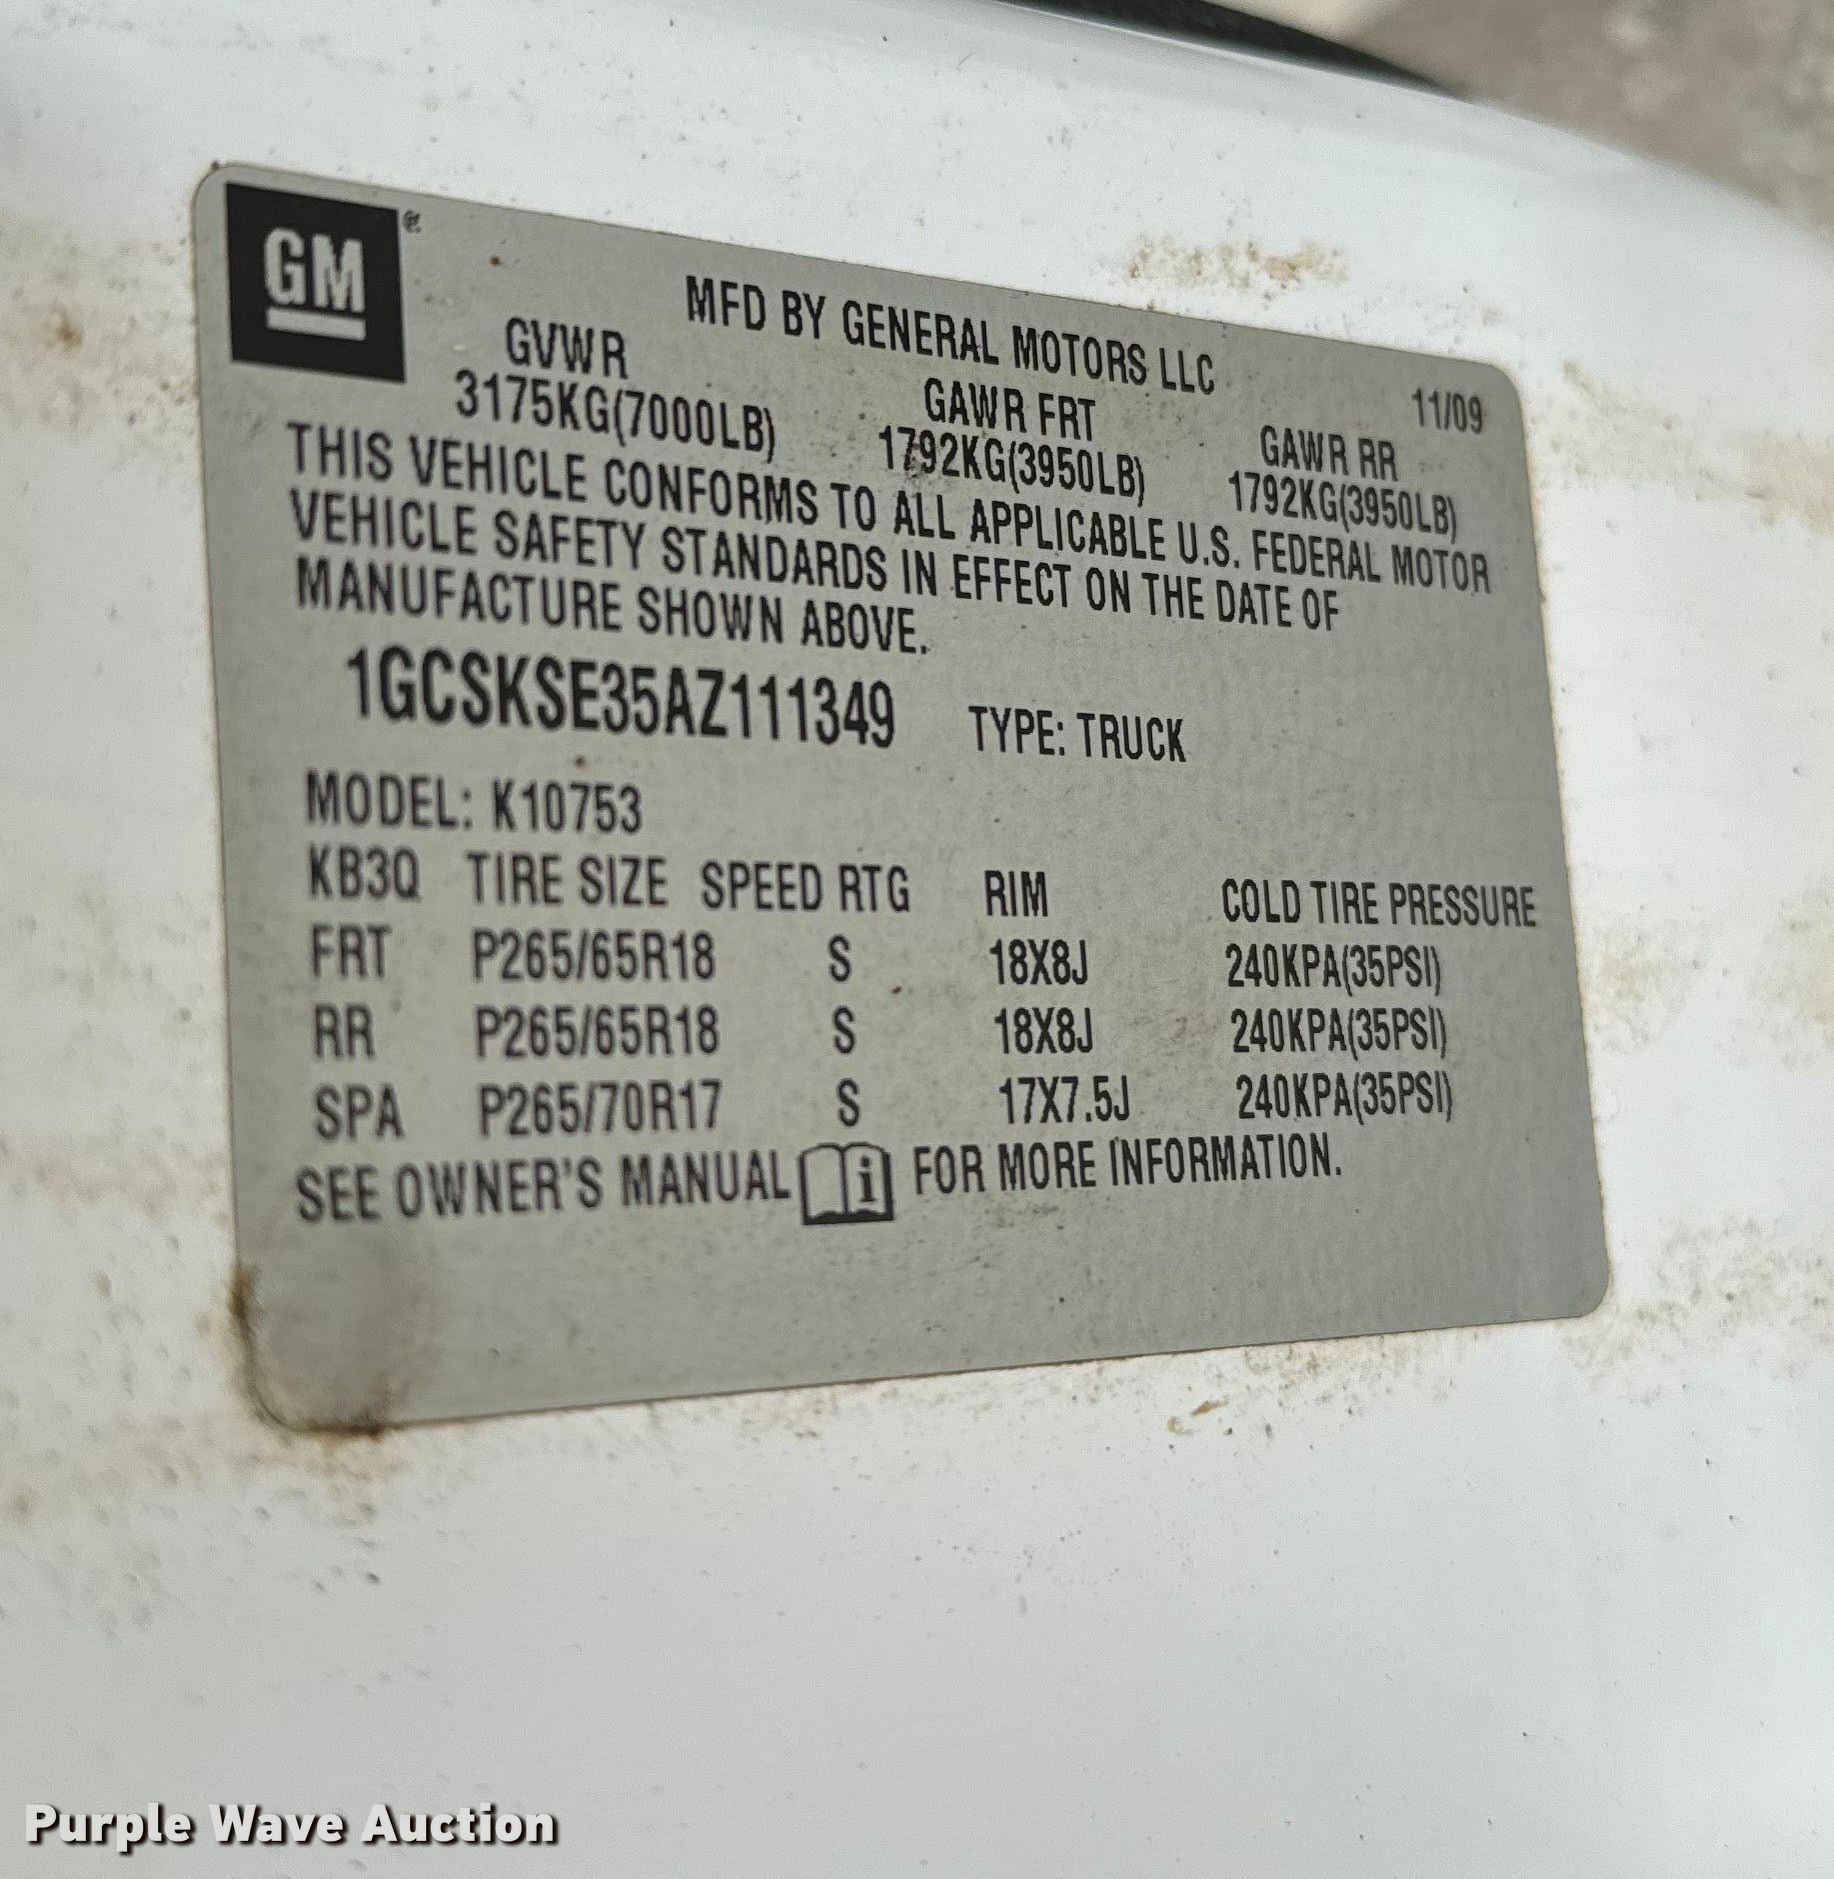 GM
MFD BY GENERAL MOTORS LLC
11/09
GVWR GAWR FRT GAWR RR
3175KG(7000LB) 1792KG(3950LB) 1792KG(3950LB)
THIS VEHICLE CONFORMS TO ALL APPLICABLE U.S. FEDERAL MOTOR
VEHICLE SAFETY STANDARDS IN EFFECT ON THE DATE OF
MANUFACTURE SHOWN ABOVE.
1GCSKSE35AZ111349 TYPE: TRUCK
MODEL: K10753
KB3Q TIRE SIZE SPEED RTG RIM COLD TIRE PRESSURE
FRT P265/65R18 S 18X8J 240KPA(35PSI)
RR P265/65R18 S 18X8J 240KPA(35PSI)
SPA P265/70R17 S 17X7.5J 240KPA(35PSI)
SEE OWNER'S MANUAL i FOR MORE INFORMATION.
Purple Wave Auction